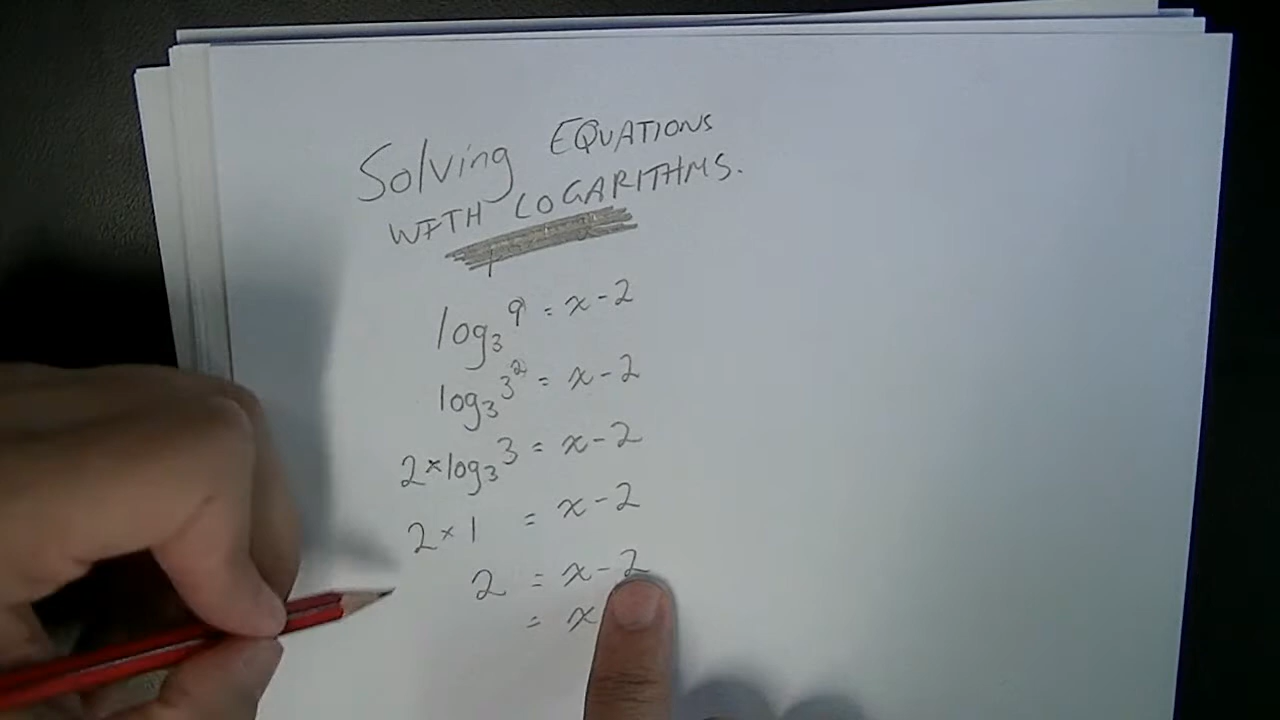 Solving EQUATIONS
WITH LOGARITHMS.
log₃ 9 = x - 2
log₃ 3² = x - 2
2 × log₃ 3 = x - 2
2 × 1 = x - 2
2 = x - 2
= x